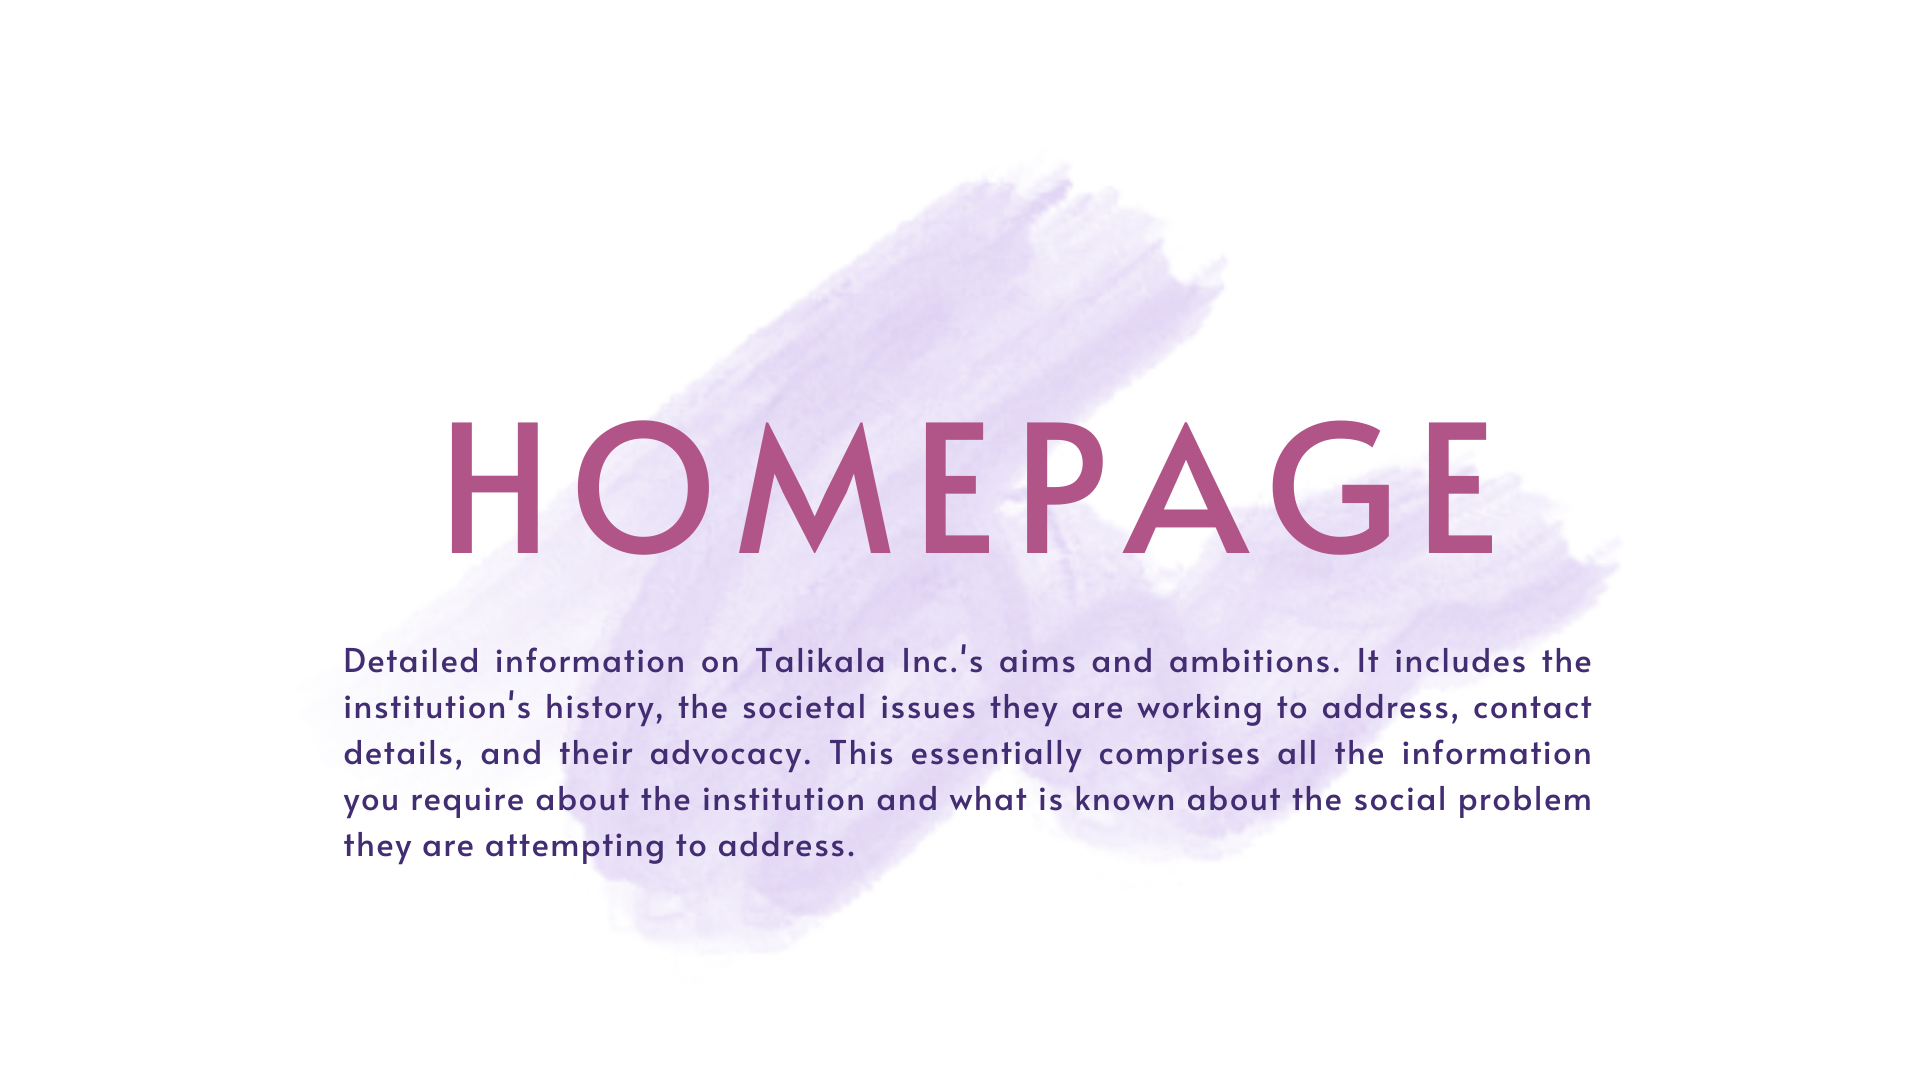 HOMEPAGE
Detailed information on Talikala Inc.'s aims and ambitions. It includes the
institution's history, the societal issues they are working to address, contact
details, and their advocacy. This essentially comprises all the information
you require about the institution and what is known about the social problem
they are attempting to address.